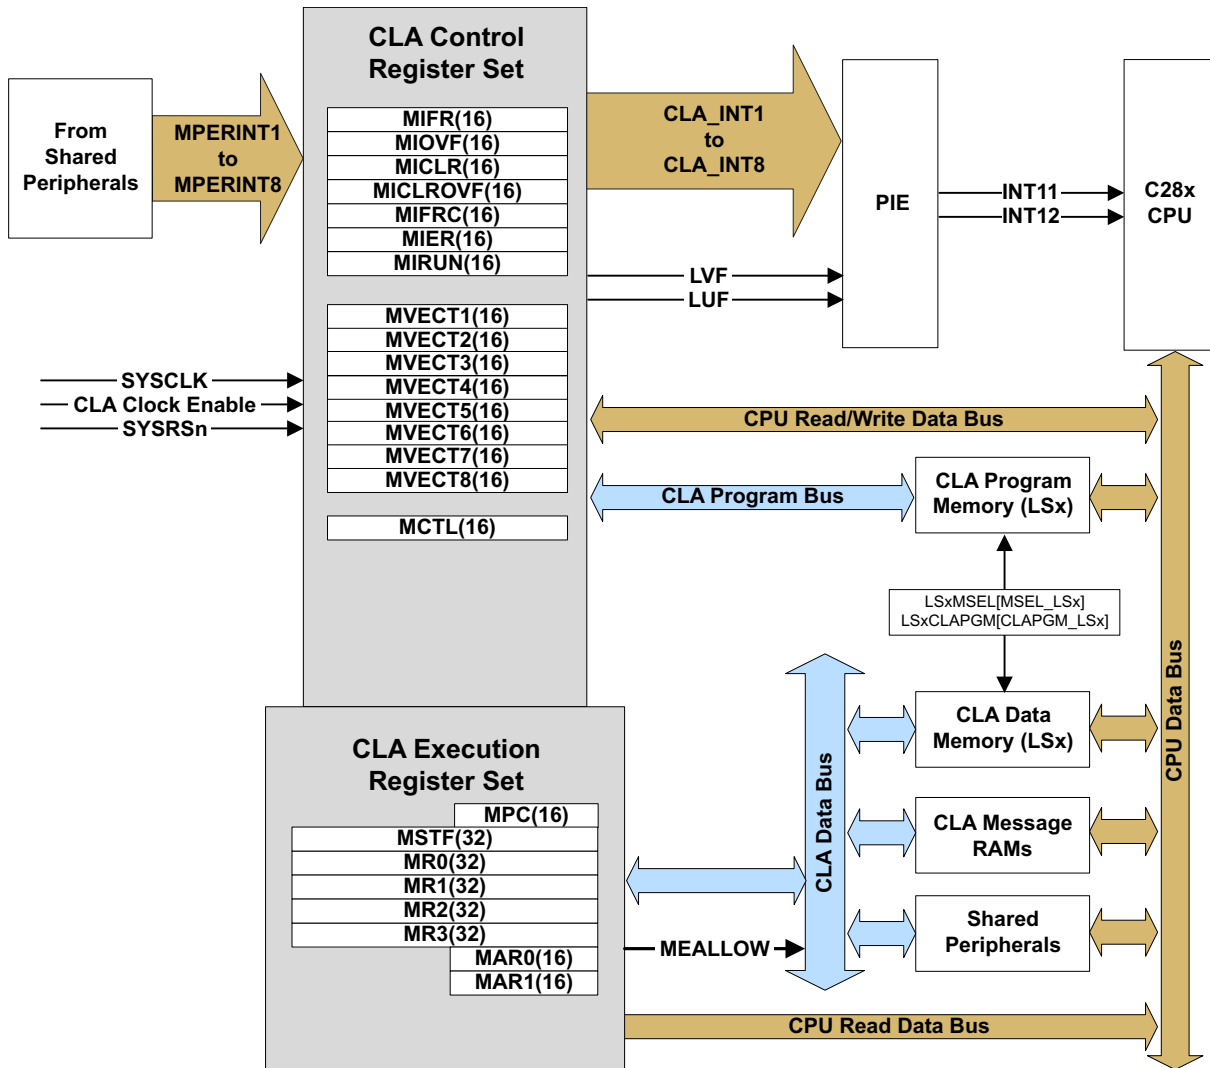 CLA Control
Register Set
From
Shared
Peripherals
MPERINT1
to
MPERINT8
MIFR(16)
MIOVF(16)
MICLR(16)
MICLROVF(16)
MIFRC(16)
MIER(16)
MIRUN(16)
CLA_INT1
to
CLA_INT8
LVF
LUF
PIE
INT11
INT12
C28x
CPU
SYSCLK
CLA Clock Enable
SYSRSn
MVECT1(16)
MVECT2(16)
MVECT3(16)
MVECT4(16)
MVECT5(16)
MVECT6(16)
MVECT7(16)
MVECT8(16)
MCTL(16)
CPU Read/Write Data Bus
CLA Program Bus
CLA Program
Memory (LSx)
LSxMSEL[MSEL_LSx]
LSxCLAPGM[CLAPGM_LSx]
CLA Data
Memory (LSx)
CLA Message
RAMs
Shared
Peripherals
CLA Data Bus
CPU Data Bus
CLA Execution
Register Set
MPC(16)
MSTF(32)
MR0(32)
MR1(32)
MR2(32)
MR3(32)
MAR0(16)
MAR1(16)
MEALLOW
CPU Read Data Bus